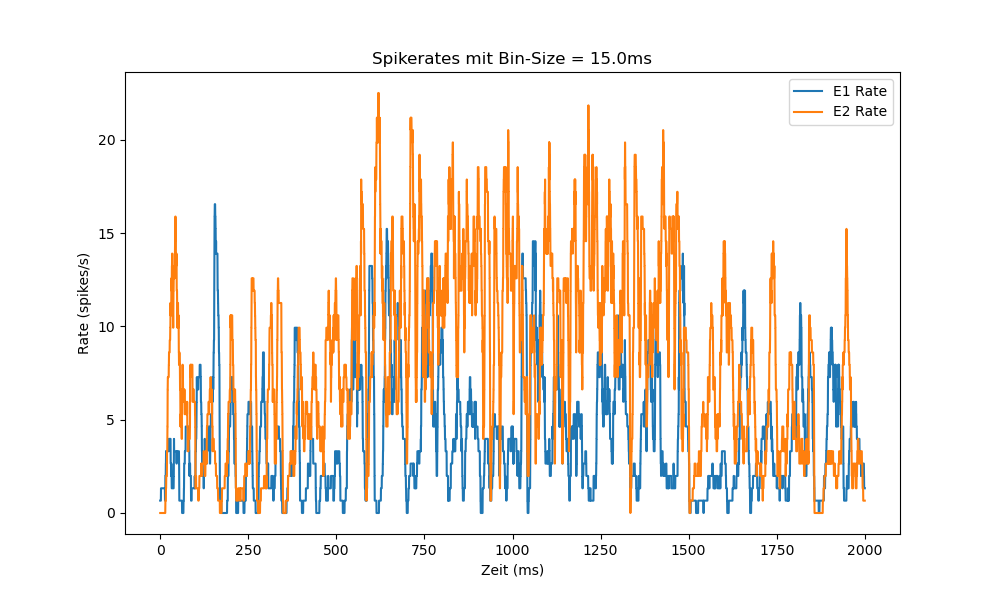 Spikerates mit Bin-Size = 15.0ms
E1 Rate
E2 Rate
Rate (spikes/s)
20
15
10
5
0
0 250 500 750 1000 1250 1500 1750 2000
Zeit (ms)